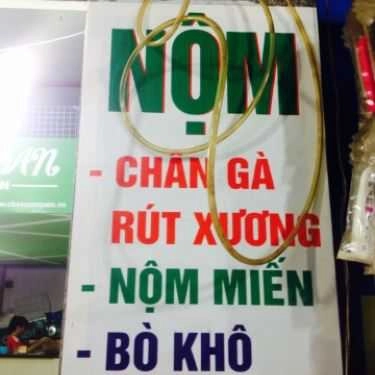 NỘM
- CHÂN GÀ
RÚT XƯƠNG
- NỘM MIẾN
- BÒ KHÔ